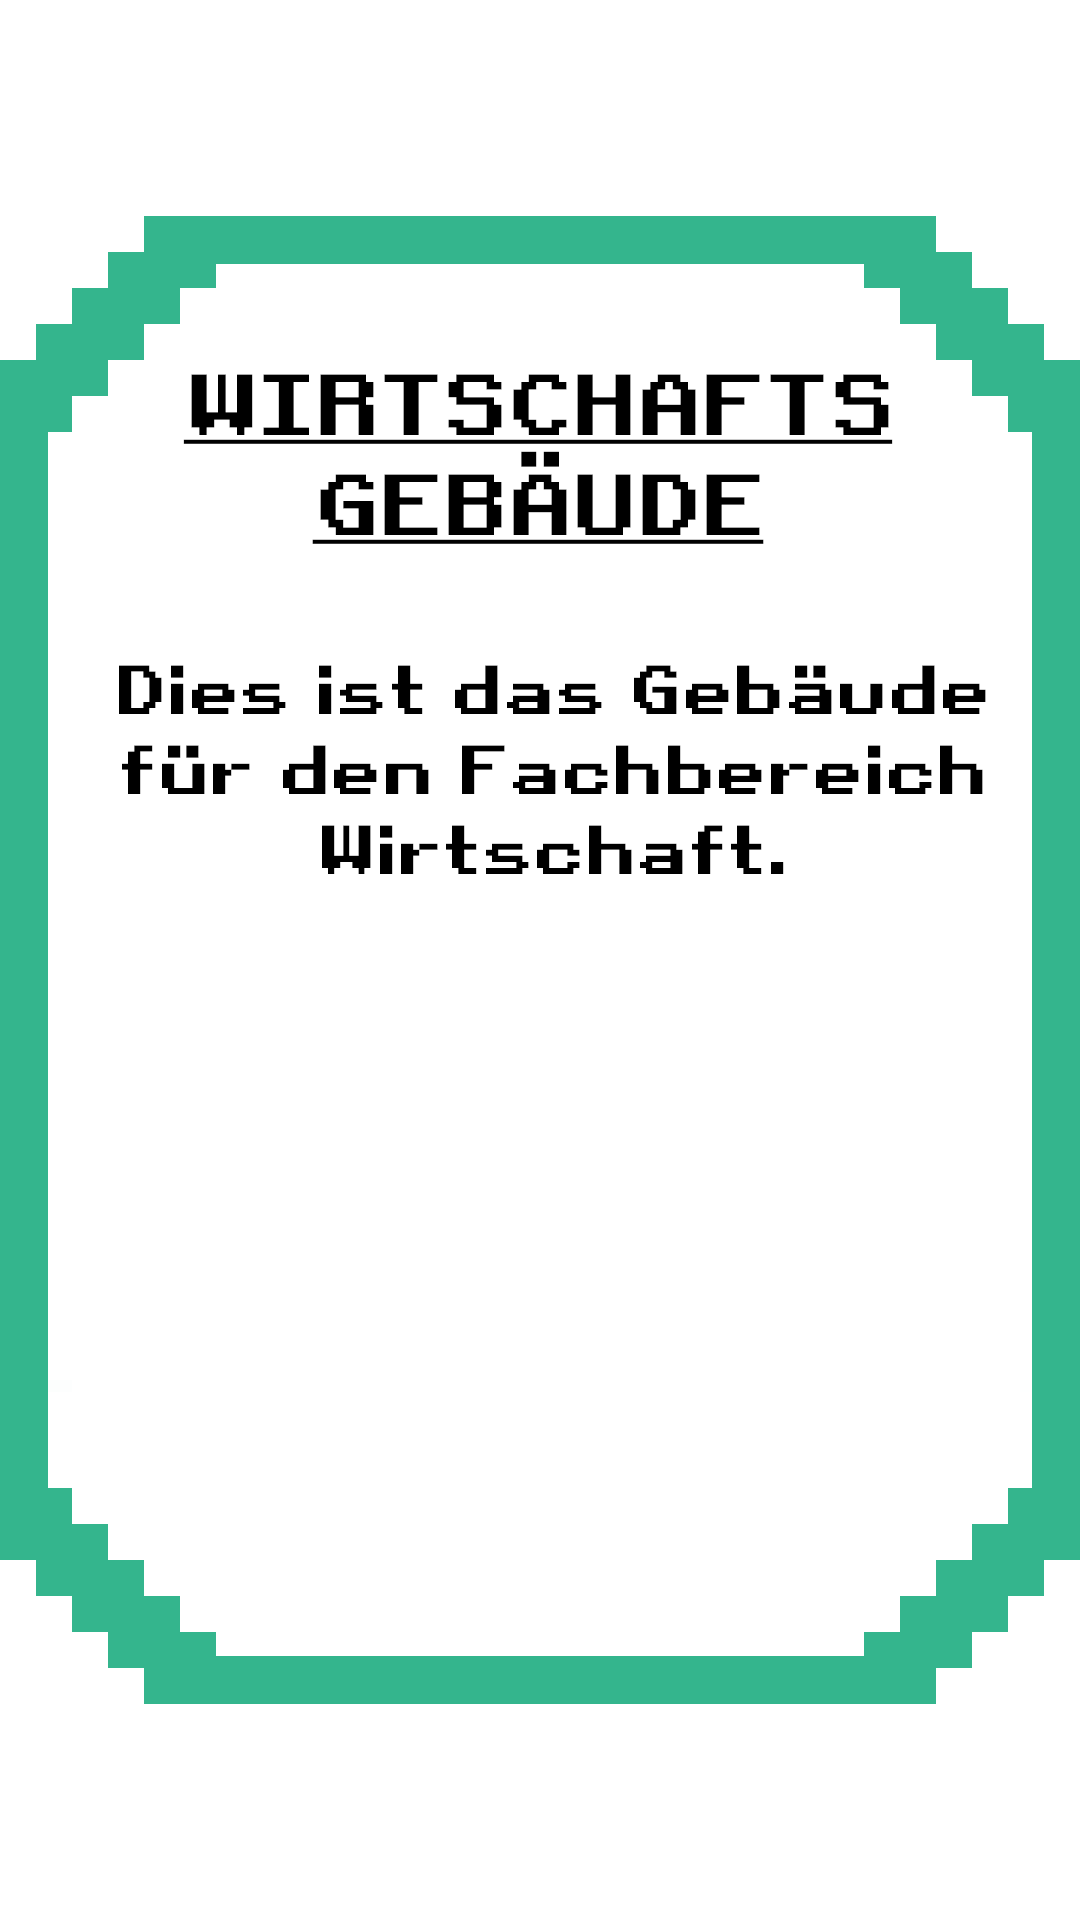 WIRTSCHAFTS
GEBÄUDE
Dies ist das Gebäude
für den Fachbereich
Wirtschaft.